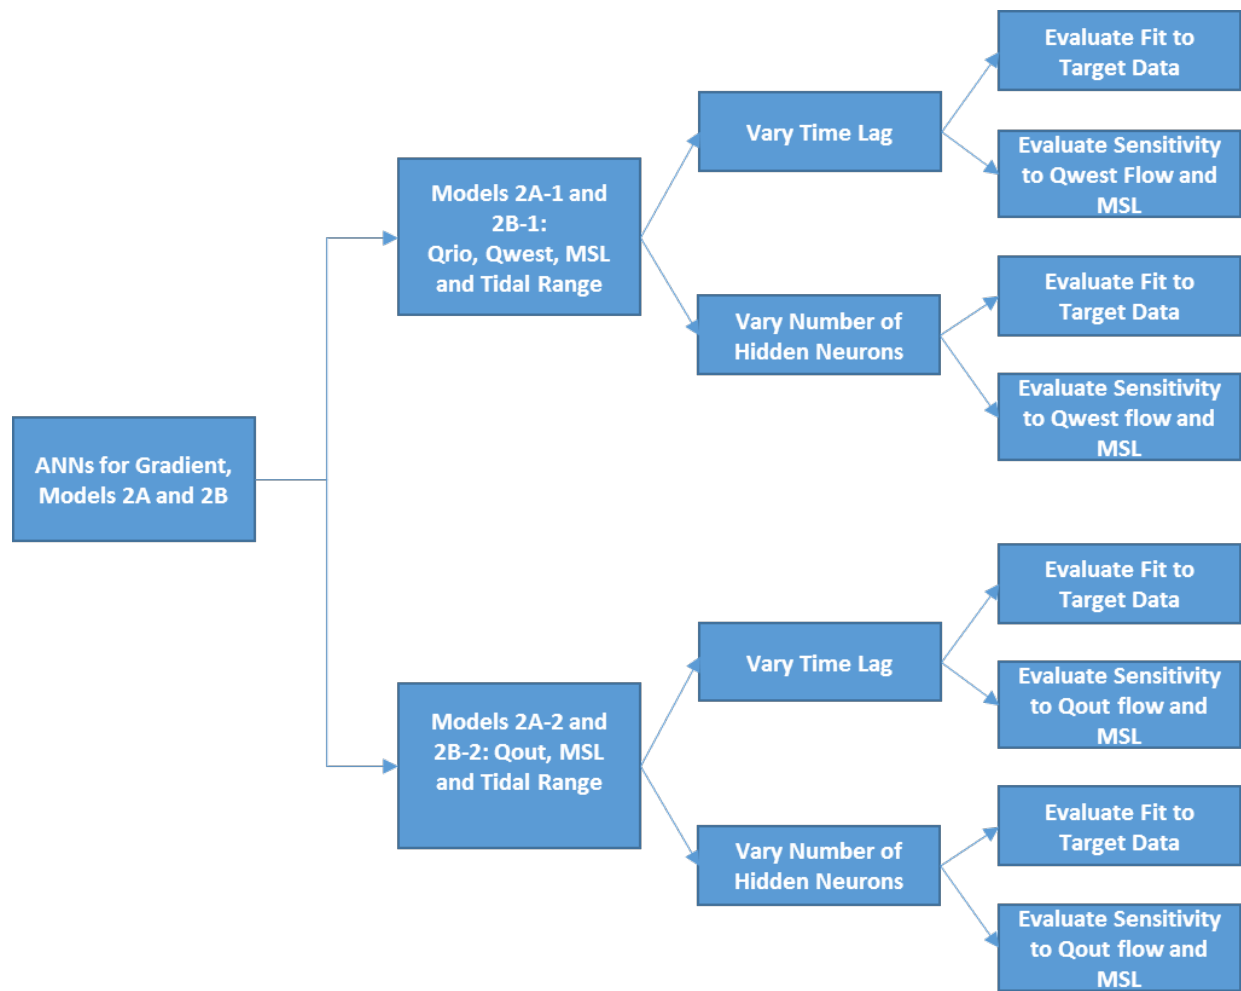 Evaluate Fit to
Target Data
Vary Time Lag
Evaluate Sensitivity
to Qwest Flow and
MSL
Models 2A-1 and
2B-1:
Qrio, Qwest, MSL
and Tidal Range
Evaluate Fit to
Target Data
Vary Number of
Hidden Neurons
Evaluate Sensitivity
to Qwest flow and
MSL
ANNs for Gradient,
Models 2A and 2B
Evaluate Fit to
Target Data
Vary Time Lag
Evaluate Sensitivity
to Qout flow and
MSL
Models 2A-2 and
2B-2: Qout, MSL
and Tidal Range
Evaluate Fit to
Target Data
Vary Number of
Hidden Neurons
Evaluate Sensitivity
to Qout flow and
MSL